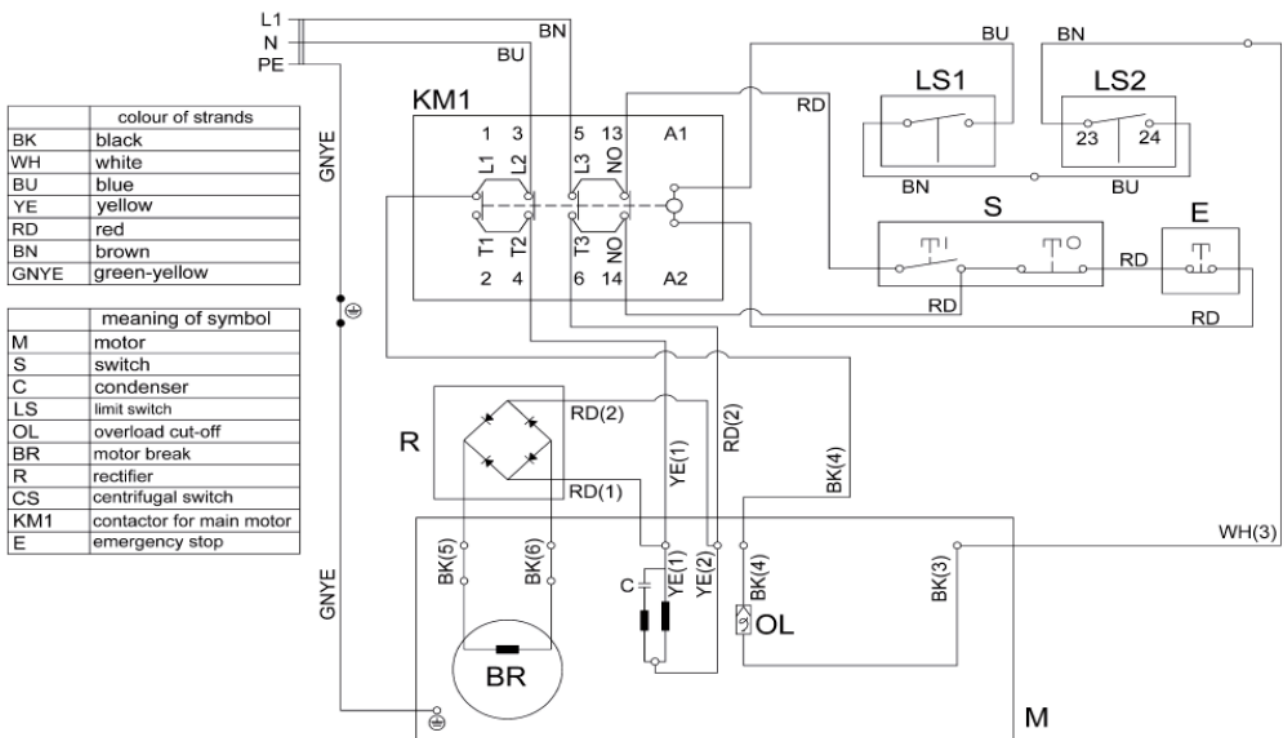 L1
N
PE
BN
BU
GNYE
colour of strands
BK black
WH white
BU blue
YE yellow
RD red
BN brown
GNYE green-yellow
meaning of symbol
M motor
S switch
C condenser
LS limit switch
OL overload cut-off
BR motor break
R rectifier
CS centrifugal switch
KM1 contactor for main motor
E emergency stop
GNYE
KM1
1 3 5 13 A1
L1 L2 L3 NO
T1 T2 T3 NO
2 4 6 14 A2
RD
BU
BN
LS1
LS2
23 24
BN
BU
S
I
O
E
RD
RD
RD
R
RD(2)
RD(1)
YE(1)
RD(2)
BK(4)
WH(3)
BK(5)
BK(6)
C
YE(1)
YE(2)
BK(4)
OL
BK(3)
BR
M